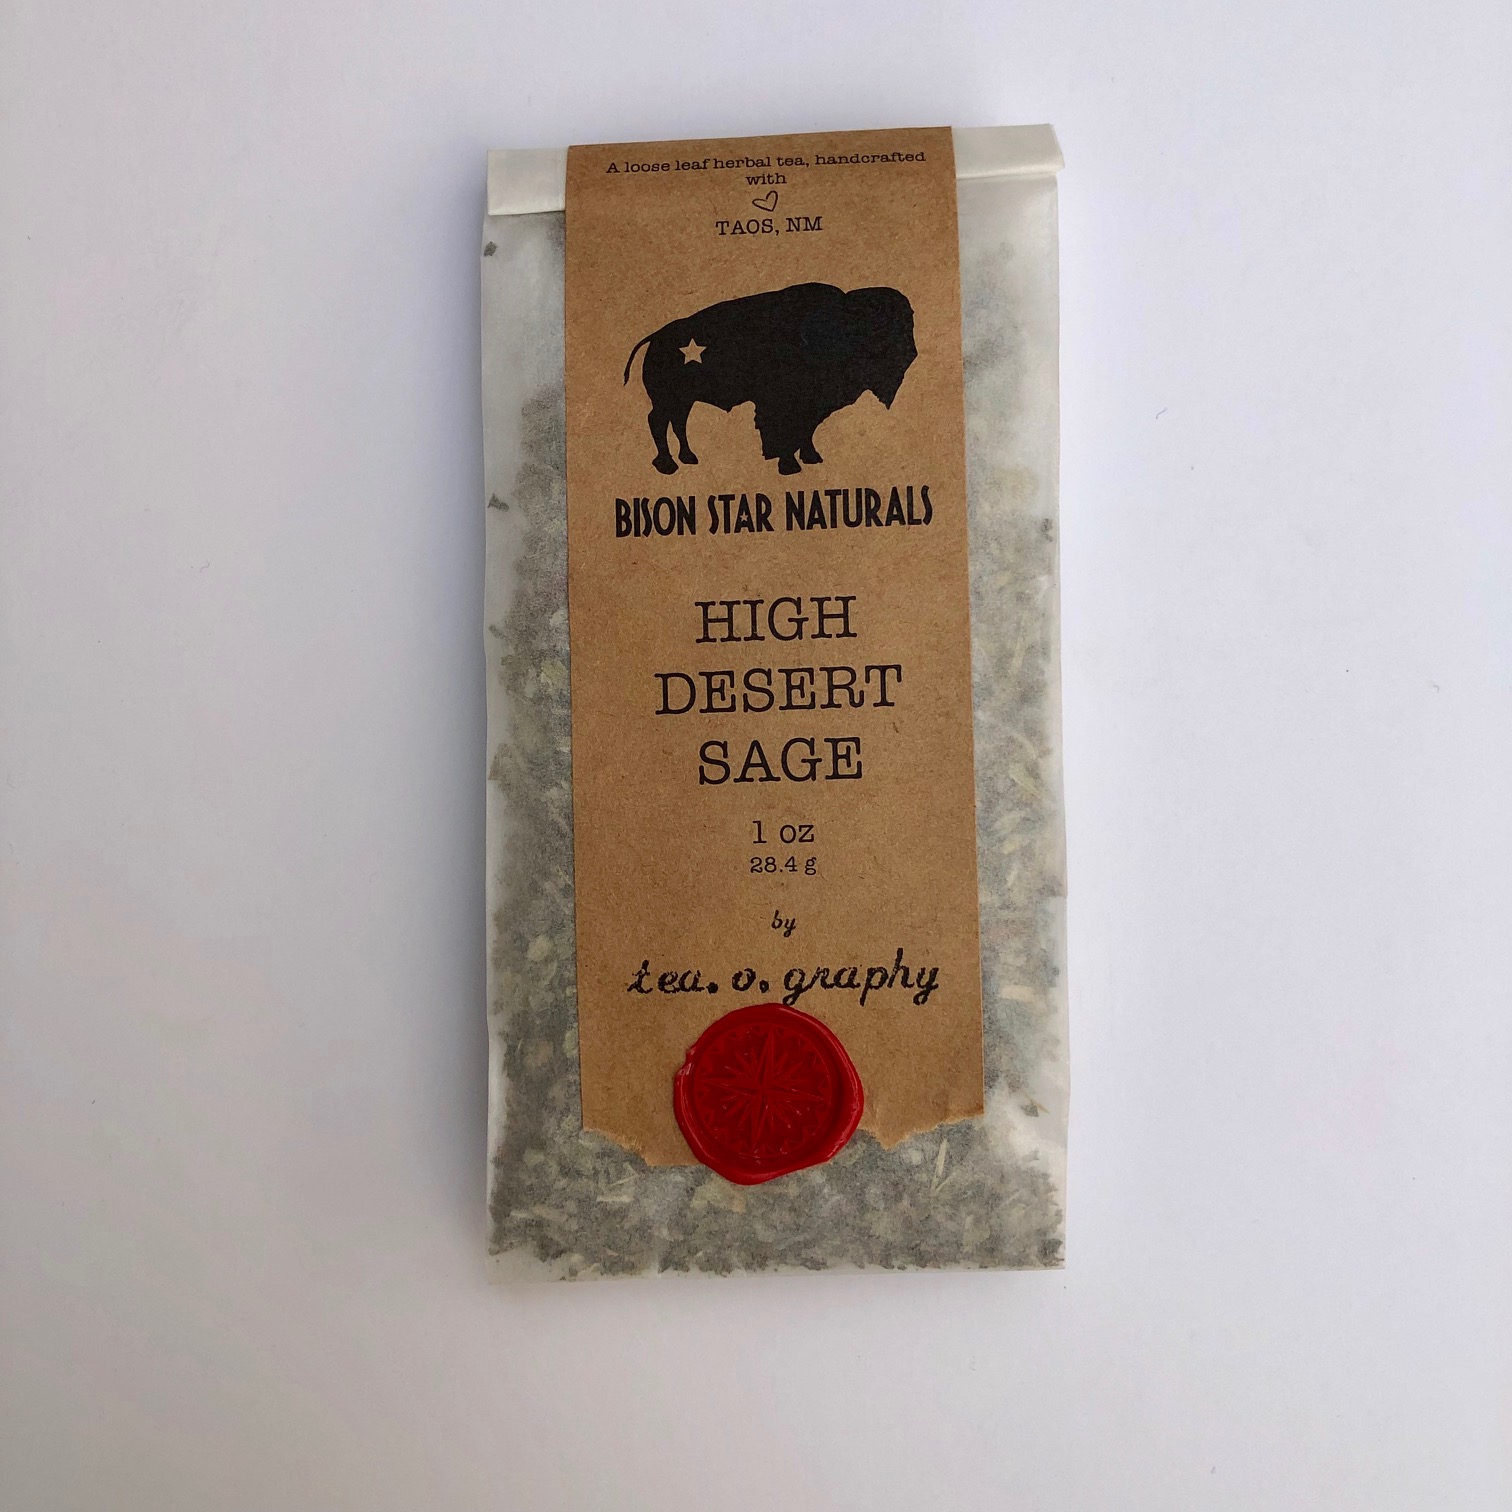 A loose leaf herbal tea, handcrafted
with
TAOS, NM
BISON STAR NATURALS
HIGH
DESERT
SAGE
1 oz
28.4 g
by
tea. o. graphy